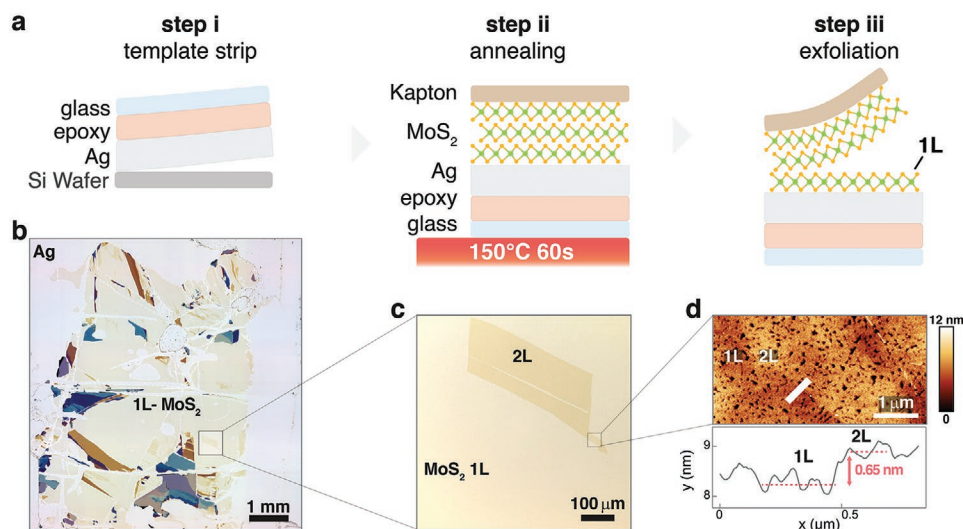 a
step i
template strip
glass
epoxy
Ag
Si Wafer
step ii
annealing
Kapton
MoS₂
Ag
epoxy
glass
150°C 60s
step iii
exfoliation
1L
b
Ag
1L- MoS₂
1 mm
c
2L
MoS₂ 1L
100 μm
d
1L 2L
1 μm
12 nm
0
y (nm)
9
8
1L
2L
0.65 nm
0
0.5
x (μm)